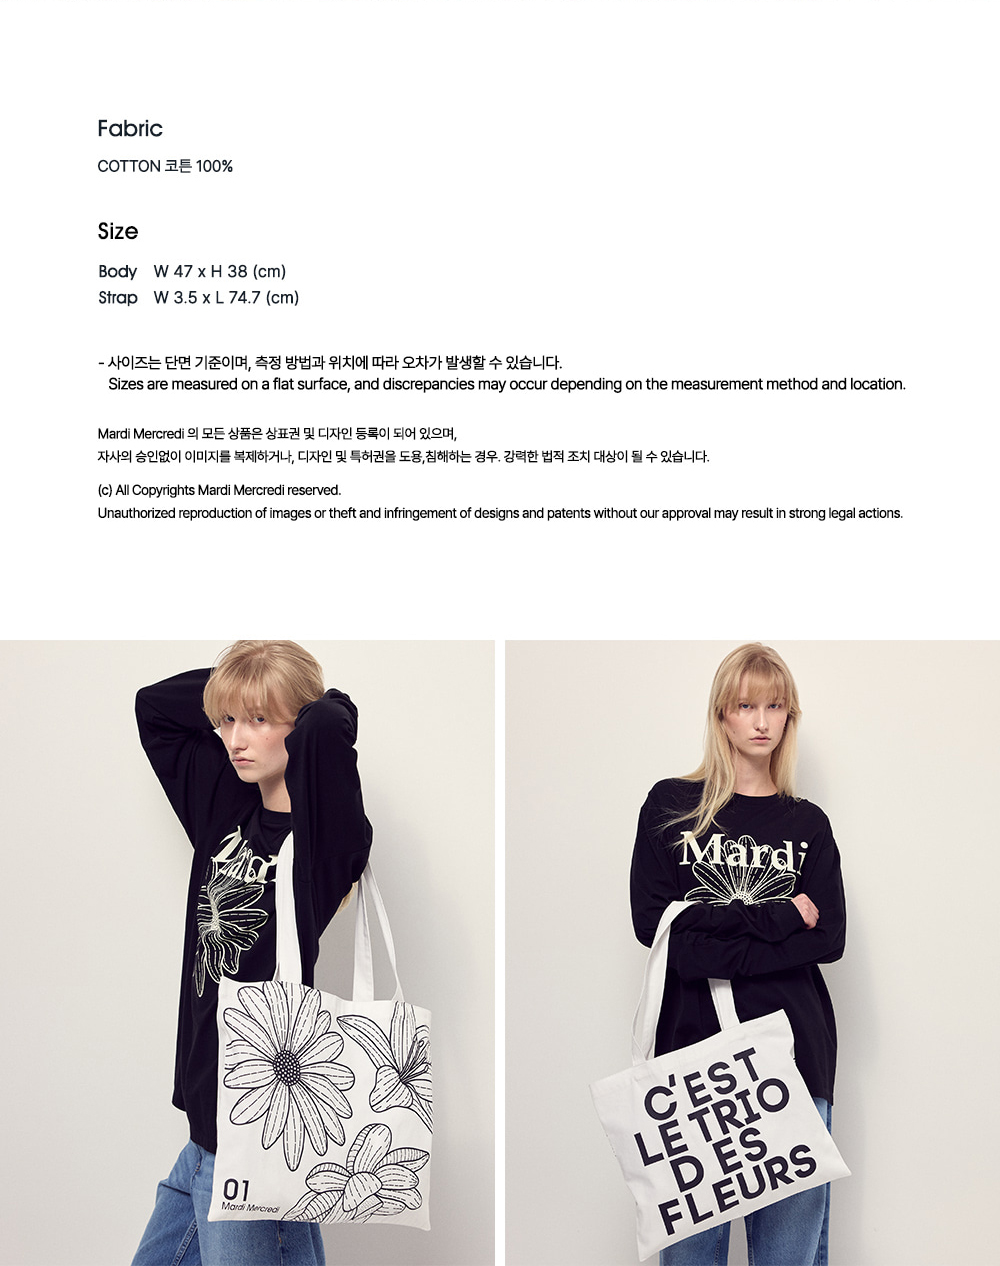 Fabric
COTTON 코튼 100%
Size
Body W 47 x H 38 (cm)
Strap W 3.5 x L 74.7 (cm)
- 사이즈는 단면 기준이며, 측정 방법과 위치에 따라 오차가 발생할 수 있습니다.
Sizes are measured on a flat surface, and discrepancies may occur depending on the measurement method and location.
Mardi Mercredi 의 모든 상품은 상표권 및 디자인 등록이 되어 있으며,
자사의 승인없이 이미지를 복제하거나, 디자인 및 특허권을 도용,침해하는 경우. 강력한 법적 조치 대상이 될 수 있습니다.
(c) All Copyrights Mardi Mercredi reserved.
Unauthorized reproduction of images or theft and infringement of designs and patents without our approval may result in strong legal actions.
Mardi
01
Mardi Mercredi
Mardi
C'EST
LE TRIO
DES
FLEURS